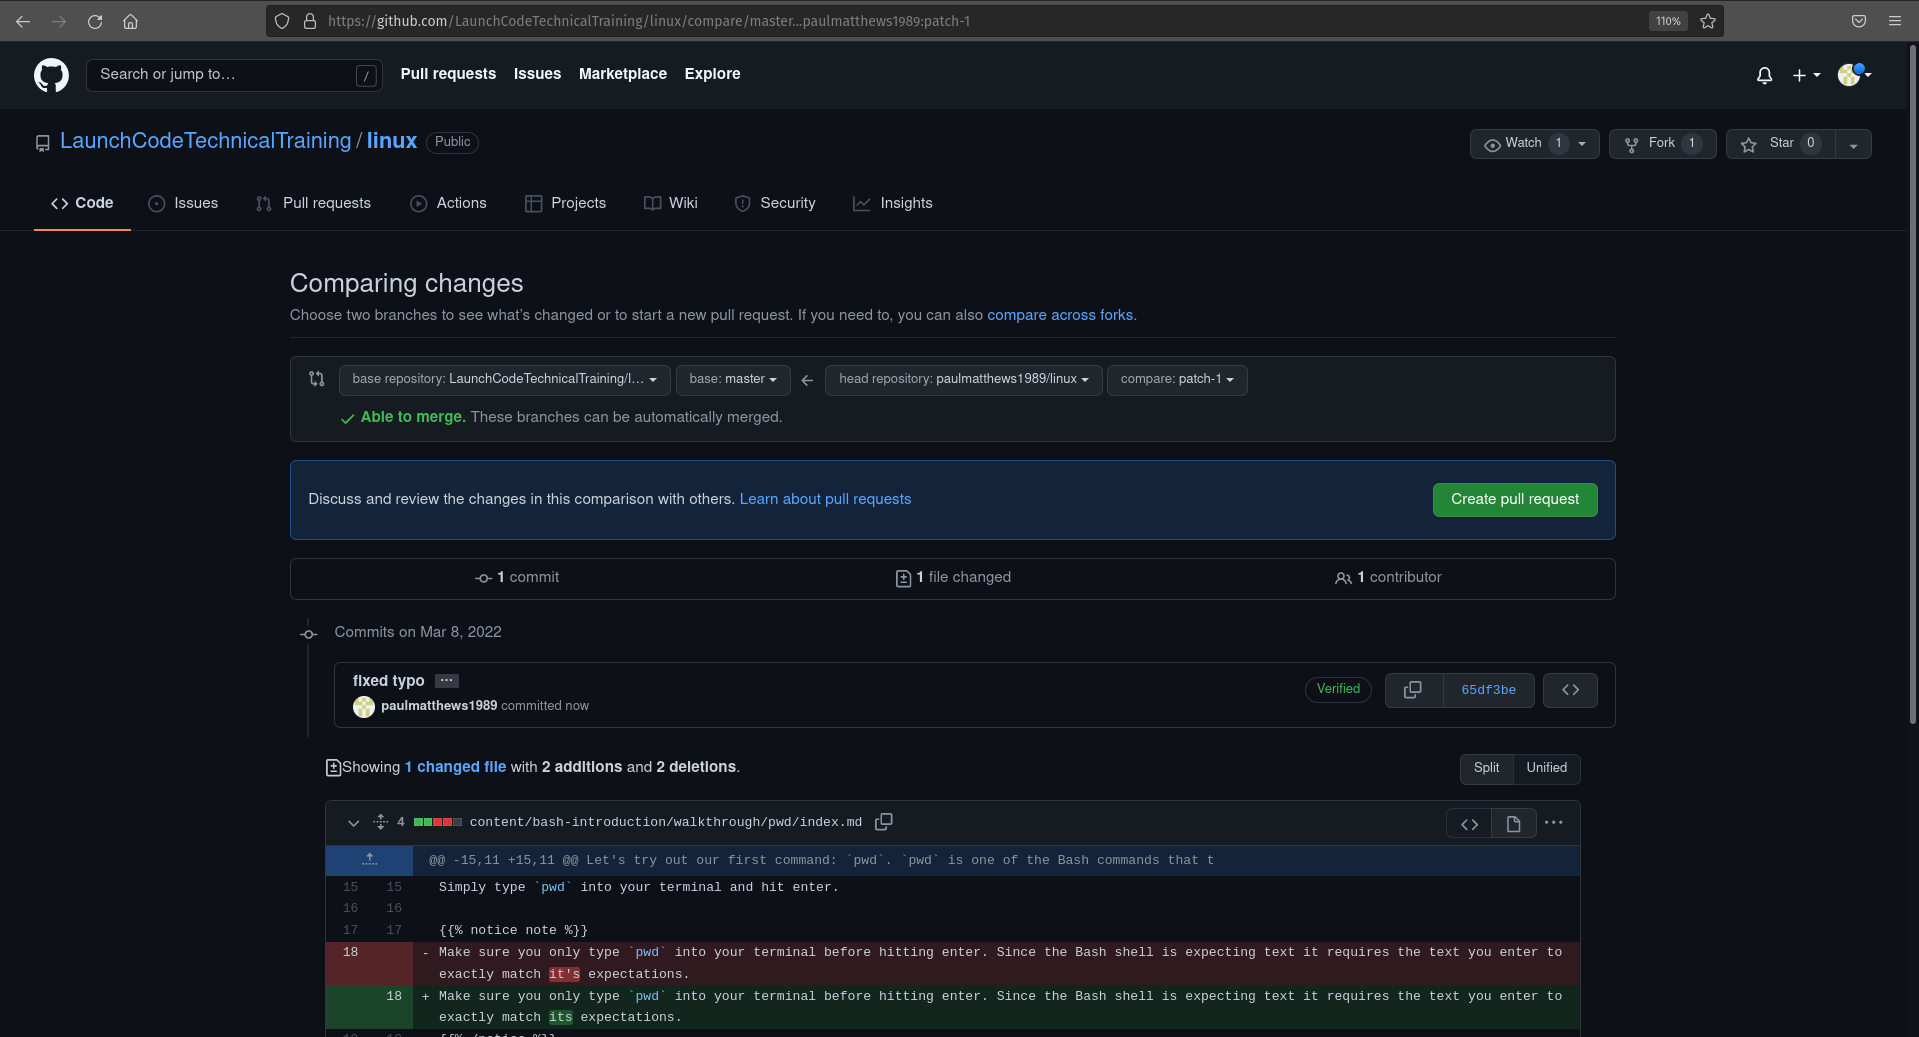 https://github.com/LaunchCodeTechnicalTraining/linux/compare/master...paulmatthews1989:patch-1 110%
Search or jump to… / Pull requests Issues Marketplace Explore
LaunchCodeTechnicalTraining / linux Public Watch 1 Fork 1 Star 0
Code Issues Pull requests Actions Projects Wiki Security Insights
Comparing changes
Choose two branches to see what's changed or to start a new pull request. If you need to, you can also compare across forks.
base repository: LaunchCodeTechnicalTraining/l… base: master head repository: paulmatthews1989/linux compare: patch-1
Able to merge. These branches can be automatically merged.
Discuss and review the changes in this comparison with others. Learn about pull requests Create pull request
1 commit 1 file changed 1 contributor
Commits on Mar 8, 2022
fixed typo …
paulmatthews1989 committed now Verified 65df3be
Showing 1 changed file with 2 additions and 2 deletions. Split Unified
4 content/bash-introduction/walkthrough/pwd/index.md
@@ -15,11 +15,11 @@ Let's try out our first command: `pwd`. `pwd` is one of the Bash commands that t
15 15 Simply type `pwd` into your terminal and hit enter.
16 16
17 17 {{% notice note %}}
18 - Make sure you only type `pwd` into your terminal before hitting enter. Since the Bash shell is expecting text it requires the text you enter to
exactly match it's expectations.
18 + Make sure you only type `pwd` into your terminal before hitting enter. Since the Bash shell is expecting text it requires the text you enter to
exactly match its expectations.